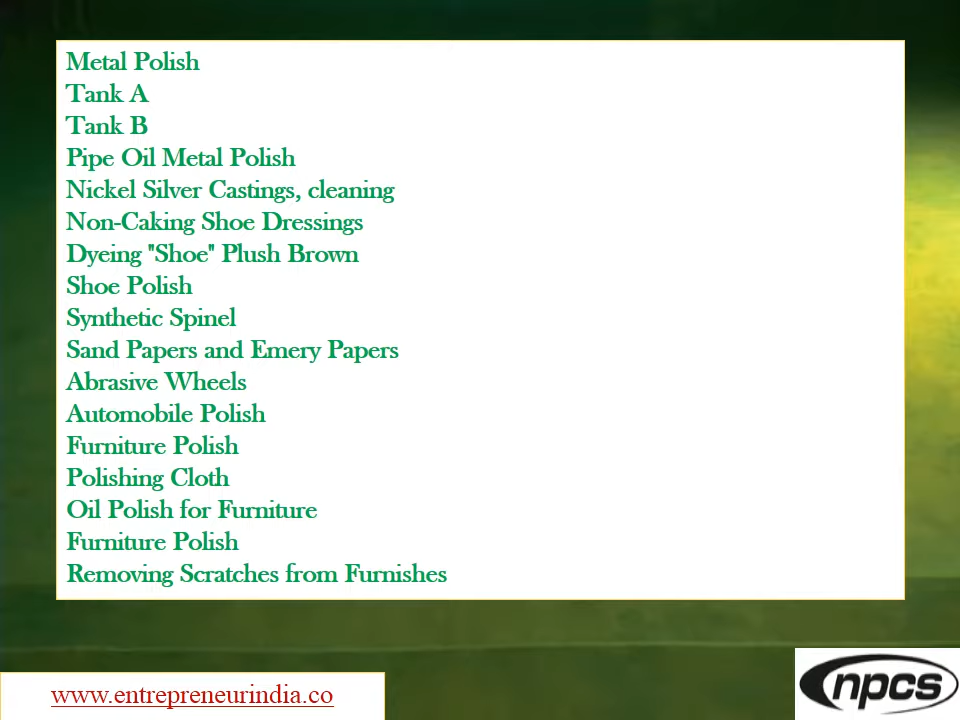 Metal Polish
Tank A
Tank B
Pipe Oil Metal Polish
Nickel Silver Castings, cleaning
Non-Caking Shoe Dressings
Dyeing "Shoe" Plush Brown
Shoe Polish
Synthetic Spinel
Sand Papers and Emery Papers
Abrasive Wheels
Automobile Polish
Furniture Polish
Polishing Cloth
Oil Polish for Furniture
Furniture Polish
Removing Scratches from Furnishes
www.entrepreneurindia.co
npcs